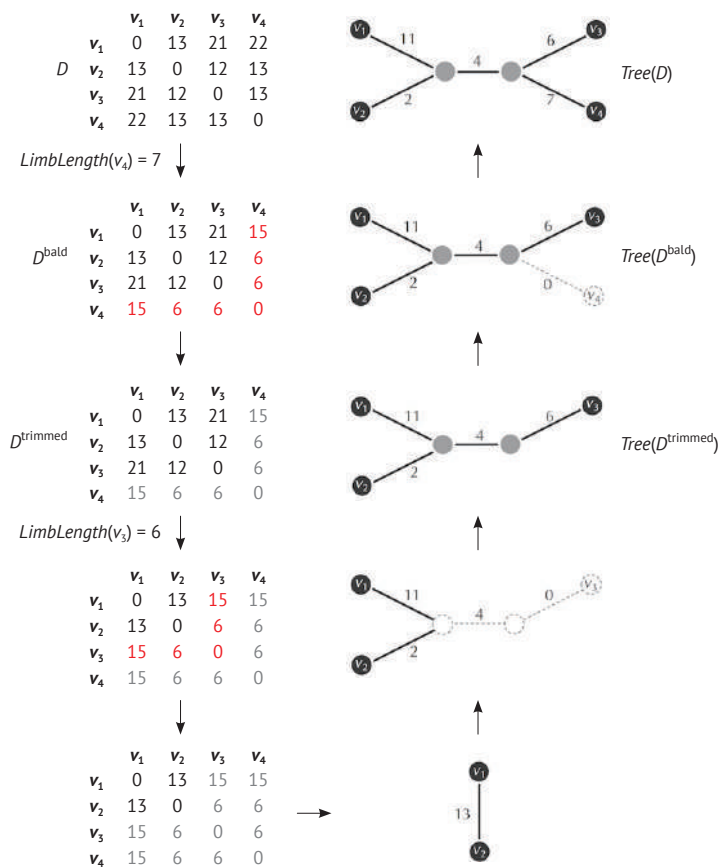 v₁ v₂ v₃ v₄
v₁ 0 13 21 22
D v₂ 13 0 12 13
v₃ 21 12 0 13
v₄ 22 13 13 0
v₁ 11 6 v₃
4
v₂ 2 7 v₄
Tree(D)
LimbLength(v₄) = 7
v₁ v₂ v₃ v₄
v₁ 0 13 21 15
D^bald v₂ 13 0 12 6
v₃ 21 12 0 6
v₄ 15 6 6 0
v₁ 11 6 v₃
4
v₂ 2 0 v₄
Tree(D^bald)
v₁ v₂ v₃ v₄
v₁ 0 13 21 15
D^trimmed v₂ 13 0 12 6
v₃ 21 12 0 6
v₄ 15 6 6 0
v₁ 11 6 v₃
4
v₂ 2
Tree(D^trimmed)
LimbLength(v₃) = 6
v₁ v₂ v₃ v₄
v₁ 0 13 15 15
v₂ 13 0 6 6
v₃ 15 6 0 6
v₄ 15 6 6 0
v₁ 11 0 v₃
4
v₂ 2
v₁ v₂ v₃ v₄
v₁ 0 13 15 15
v₂ 13 0 6 6
v₃ 15 6 0 6
v₄ 15 6 6 0
v₁
13
v₂